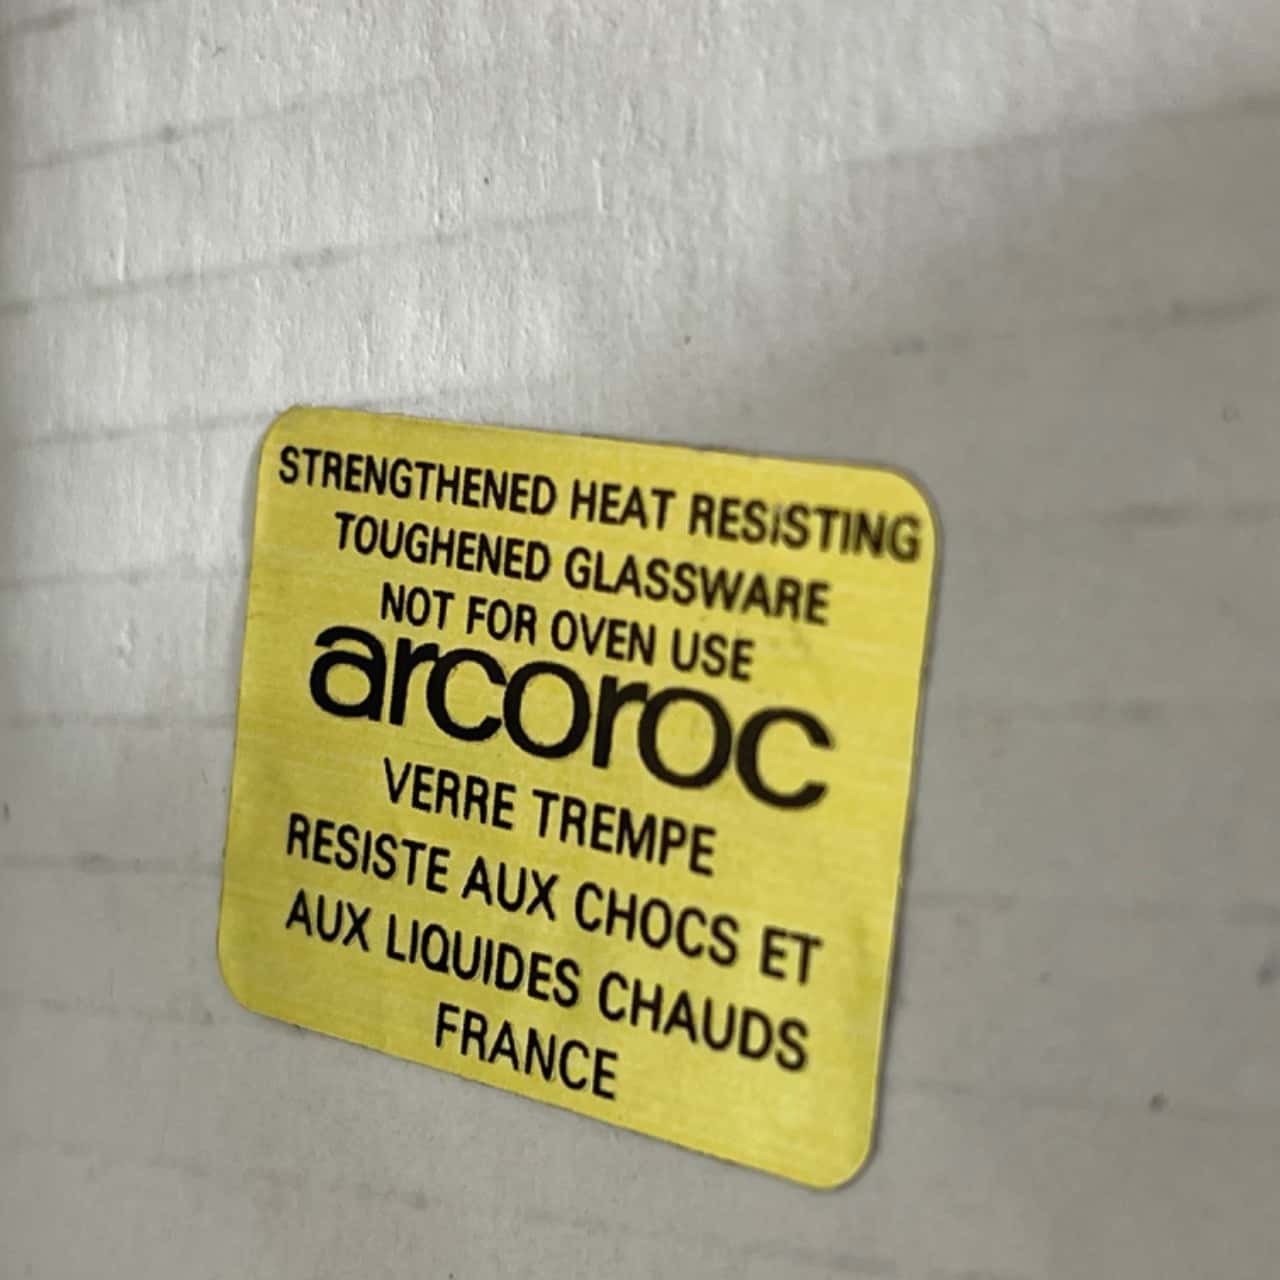 STRENGTHENED HEAT RESISTING
TOUGHENED GLASSWARE
NOT FOR OVEN USE
arcoroc
VERRE TREMPE
RESISTE AUX CHOCS ET
AUX LIQUIDES CHAUDS
FRANCE